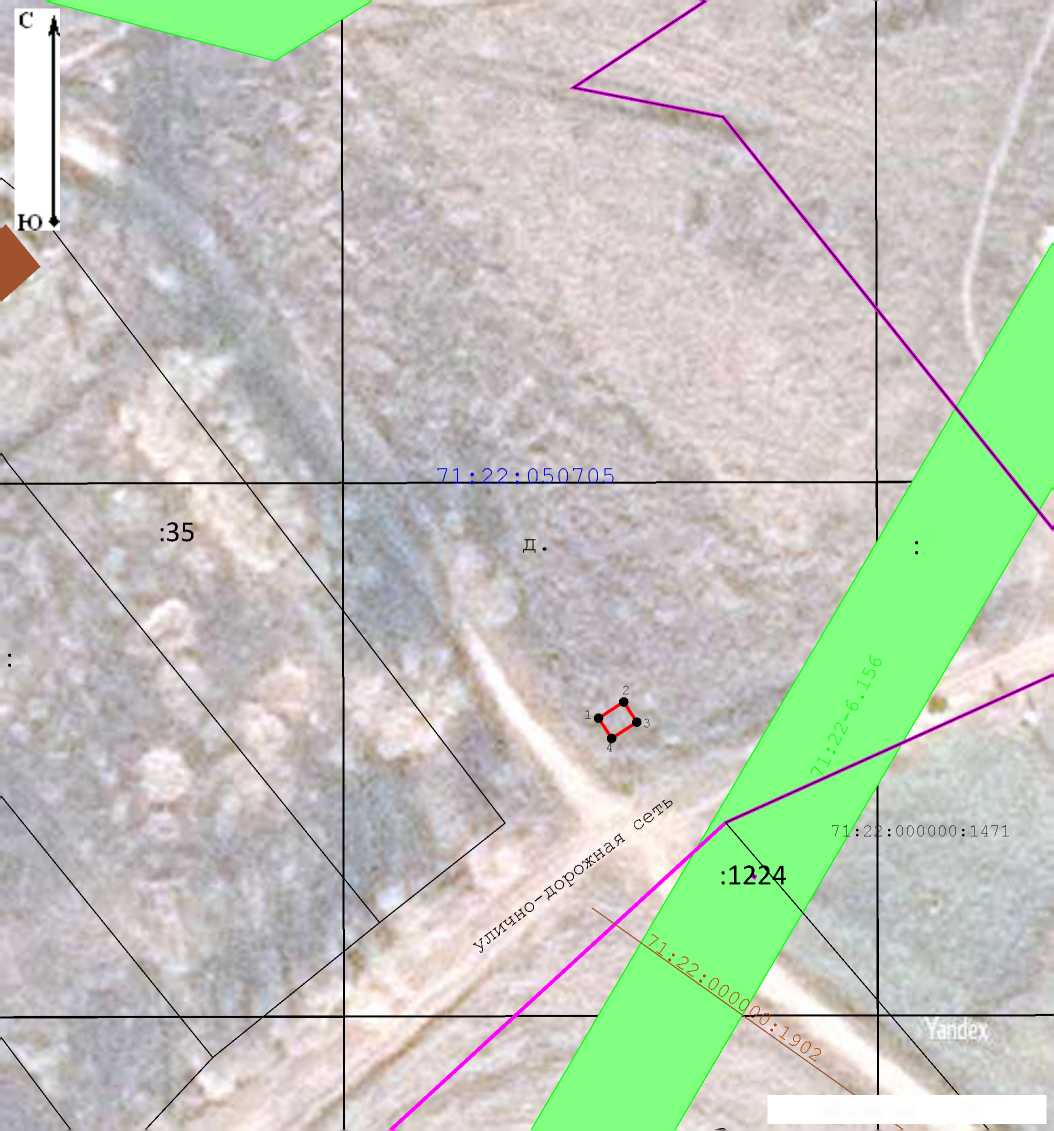 С
Ю
71:22:050705
:35
д.
:
:
71:22-6.156
2
1
3
4
улично-дорожная сеть
71:22:000000:1471
:1224
71:22:000000:1902
Yandex